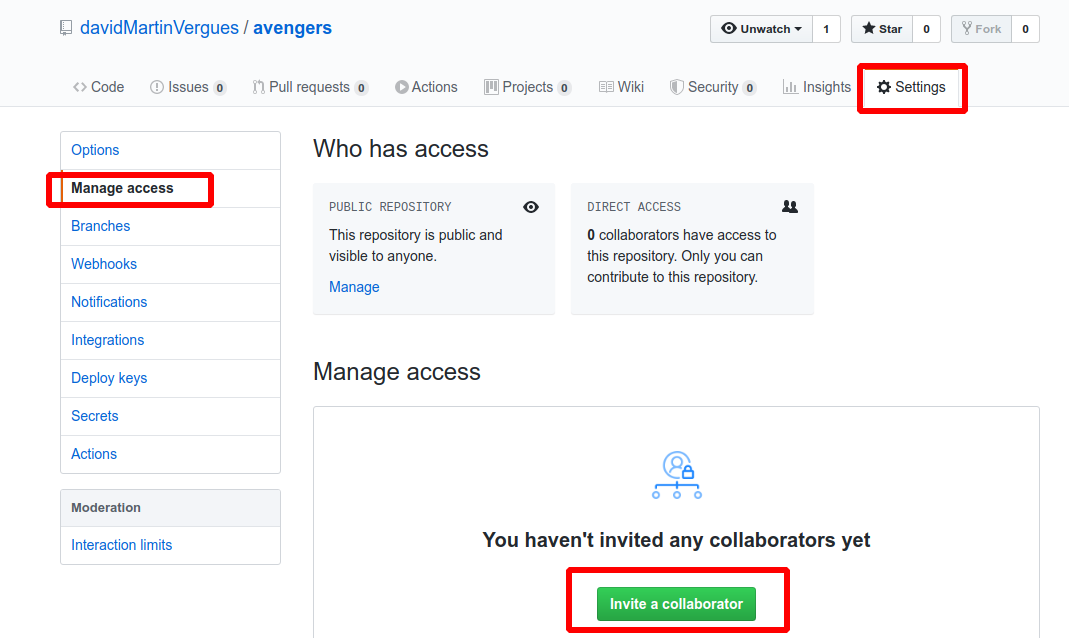 davidMartinVergues / avengers
Unwatch 1 Star 0 Fork 0
Code Issues 0 Pull requests 0 Actions Projects 0 Wiki Security 0 Insights Settings
Options
Manage access
Branches
Webhooks
Notifications
Integrations
Deploy keys
Secrets
Actions
Moderation
Interaction limits
Who has access
PUBLIC REPOSITORY
This repository is public and
visible to anyone.
Manage
DIRECT ACCESS
0 collaborators have access to
this repository. Only you can
contribute to this repository.
Manage access
You haven't invited any collaborators yet
Invite a collaborator